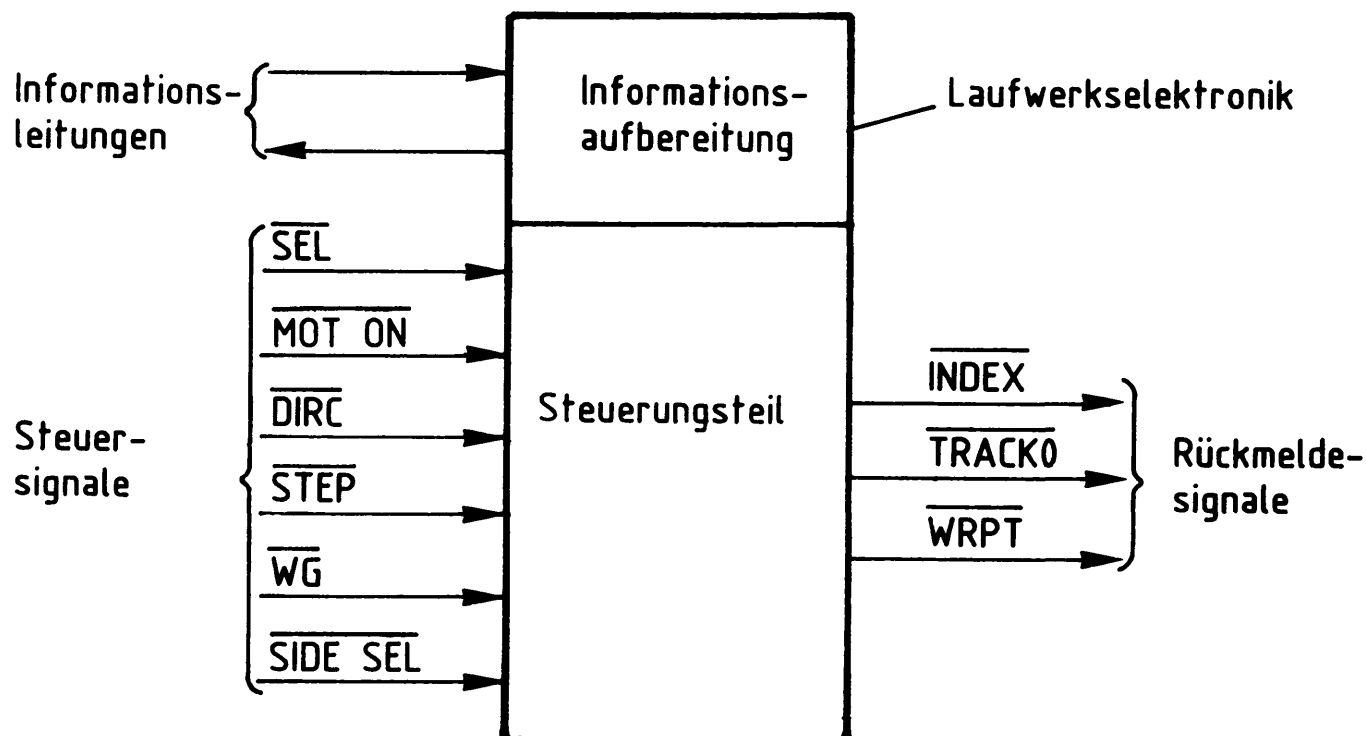 Informations-
leitungen
Informations-
aufbereitung
Laufwerkselektronik
SEL
MOT ON
DIRC
STEP
WG
SIDE SEL
Steuer-
signale
Steuerungsteil
INDEX
TRACK0
WRPT
Rückmelde-
signale